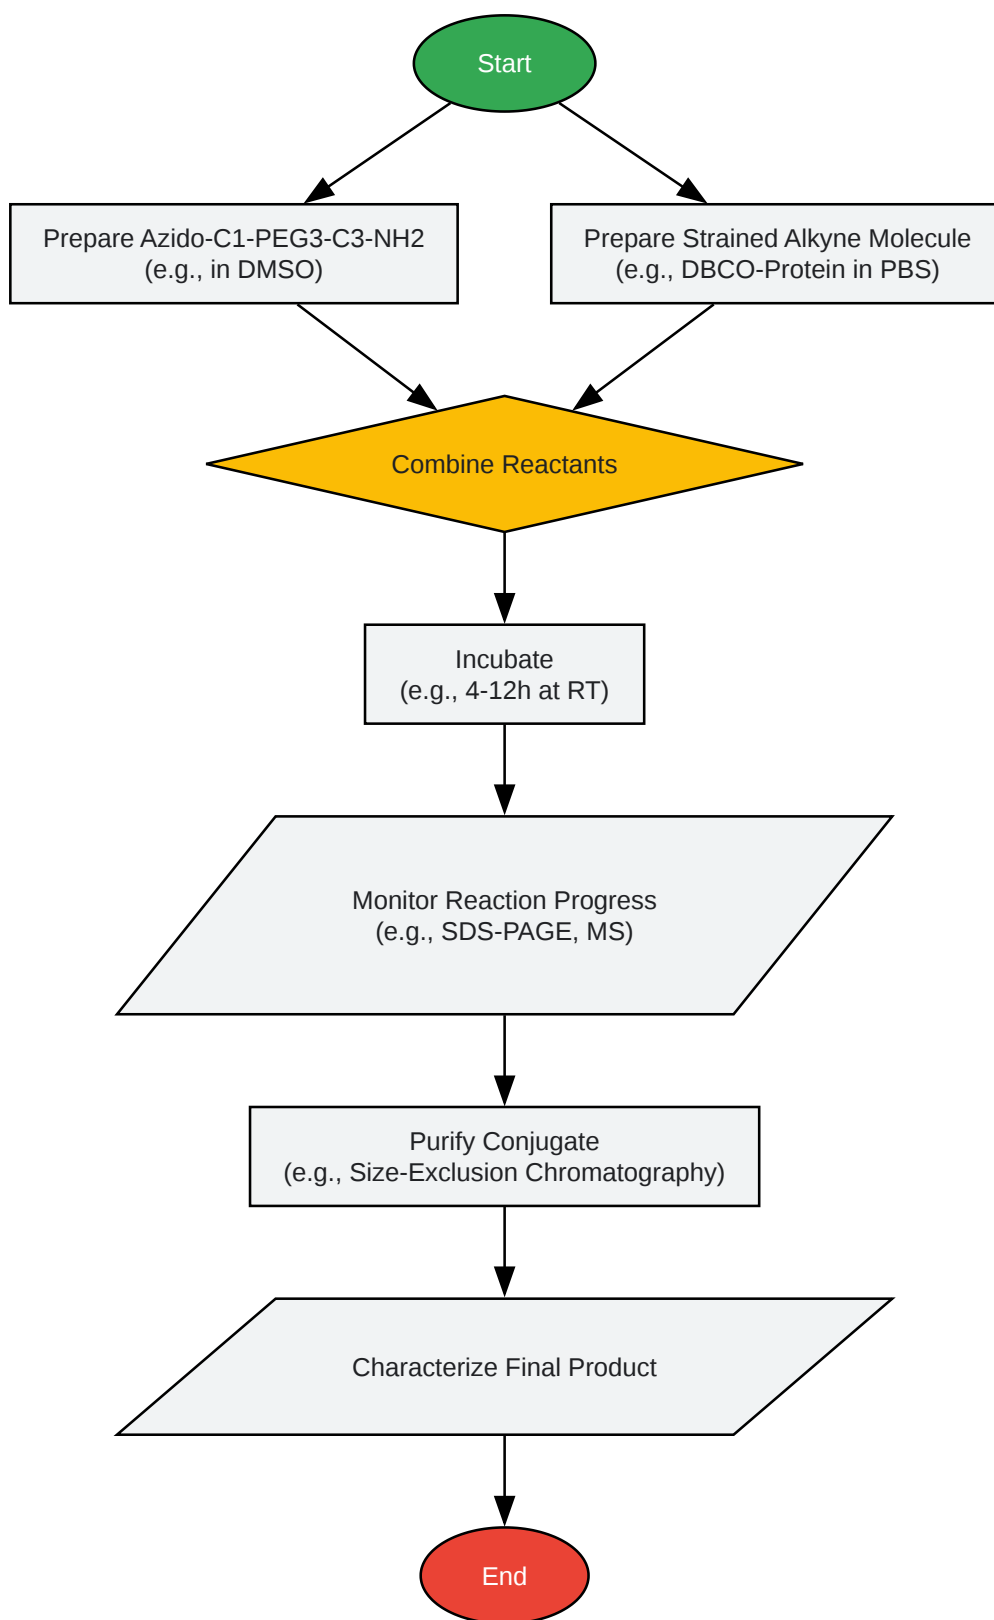 Start
Prepare Azido-C1-PEG3-C3-NH2
(e.g., in DMSO)
Prepare Strained Alkyne Molecule
(e.g., DBCO-Protein in PBS)
Combine Reactants
Incubate
(e.g., 4-12h at RT)
Monitor Reaction Progress
(e.g., SDS-PAGE, MS)
Purify Conjugate
(e.g., Size-Exclusion Chromatography)
Characterize Final Product
End